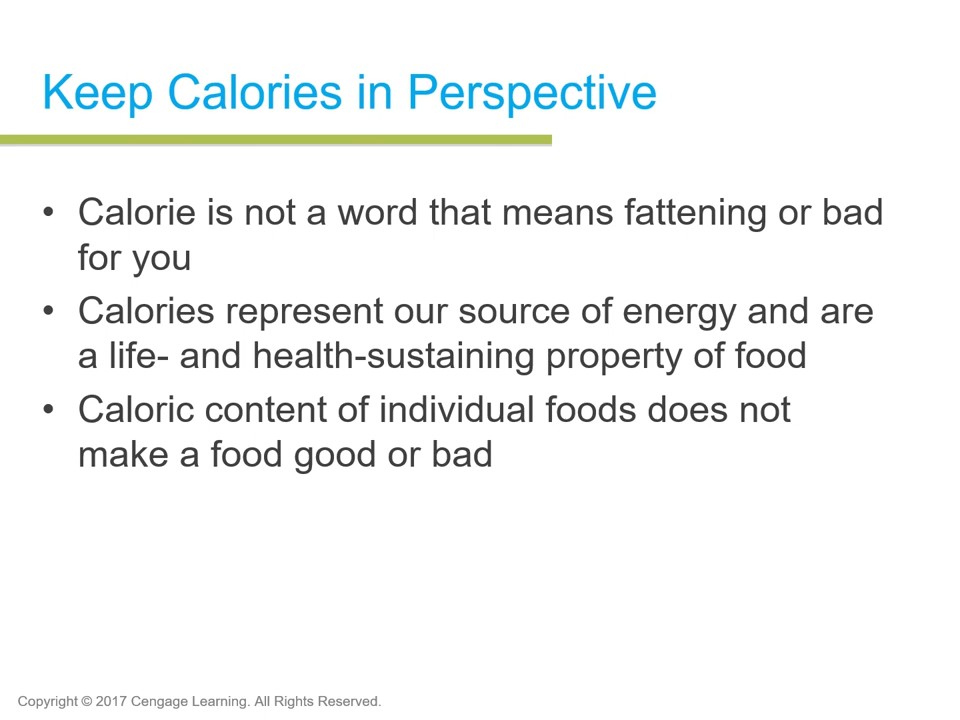 Keep Calories in Perspective
• Calorie is not a word that means fattening or bad
for you
• Calories represent our source of energy and are
a life- and health-sustaining property of food
• Caloric content of individual foods does not
make a food good or bad
Copyright © 2017 Cengage Learning. All Rights Reserved.